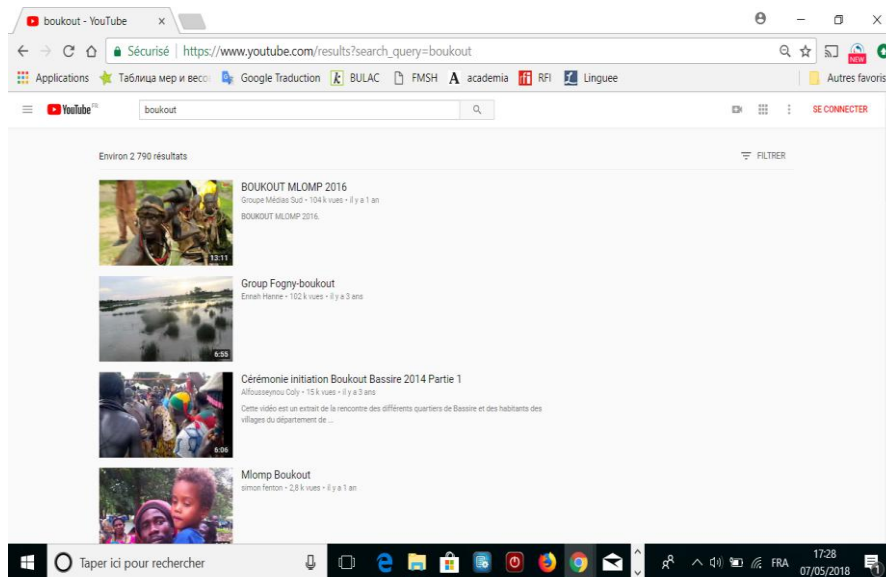 boukout - YouTube
Sécurisé | https://www.youtube.com/results?search_query=boukout
NEW
Applications Таблица мер и весо Google Traduction BULAC FMSH academia RFI Linguee Autres favoris
YouTube FR boukout SE CONNECTER
Environ 2 790 résultats FILTRER
BOUKOUT MLOMP 2016
Groupe Médias Sud • 104 k vues • il y a 1 an
BOUKOUT MLOMP 2016.
13:11
Group Fogny-boukout
Ennah Hanne • 102 k vues • il y a 3 ans
6:55
Cérémonie initiation Boukout Bassire 2014 Partie 1
Alfousseynou Coly • 15 k vues • il y a 3 ans
Cette vidéo est un extrait de la rencontre des différents quartiers de Bassire et des habitants des
villages du département de ...
6:06
Mlomp Boukout
simon fenton • 2,8 k vues • il y a 1 an
Taper ici pour rechercher FRA 17:28
07/05/2018